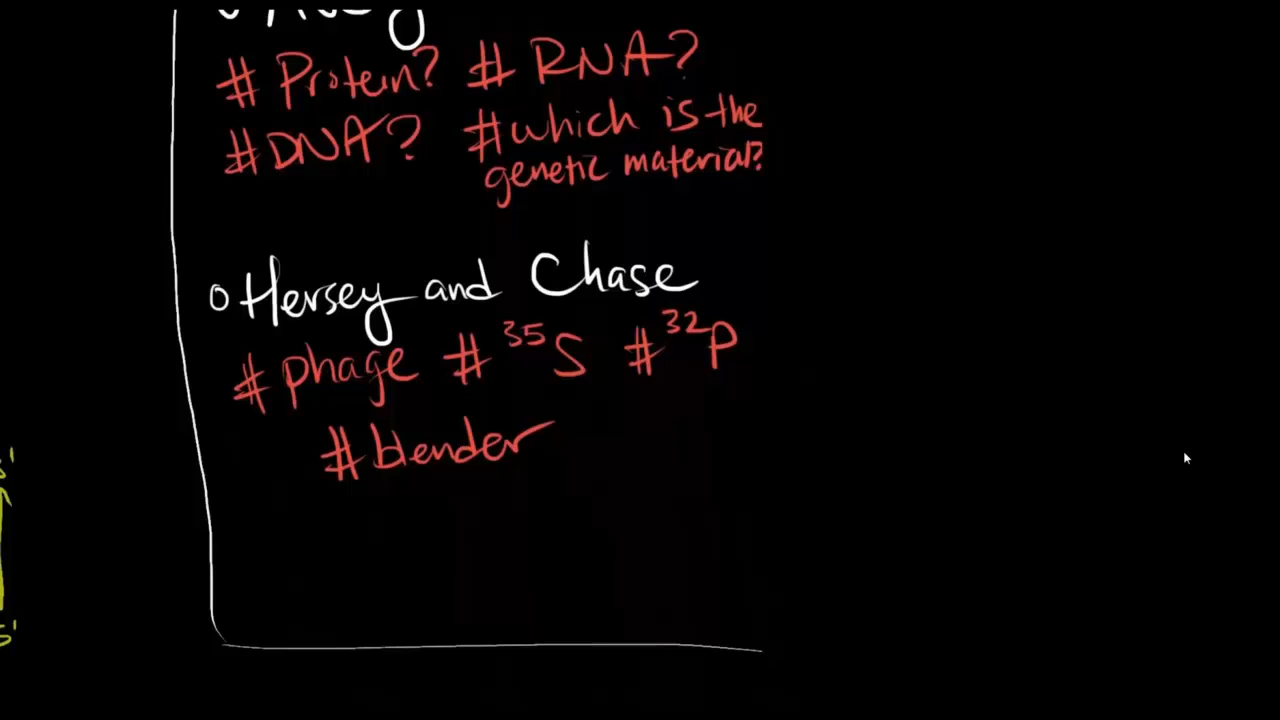 # Protein? # RNA?
# DNA? # which is the
genetic material?
o Hersey and Chase
# phage # 35S # 32P
# blender